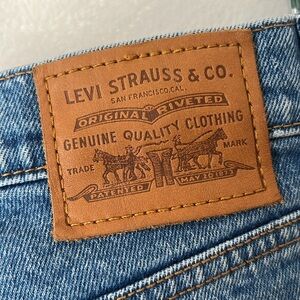 LEVI STRAUSS & CO.
SAN FRANCISCO, CAL.
ORIGINAL RIVETED
GENUINE QUALITY CLOTHING
TRADE MARK
PATENTED MAY 20 1873